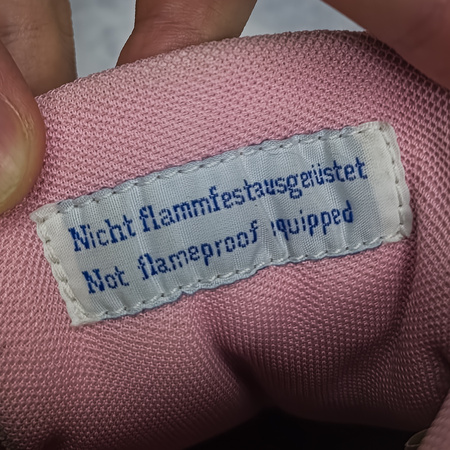 Nicht flammfestausgerüstet
Not flameproof equipped